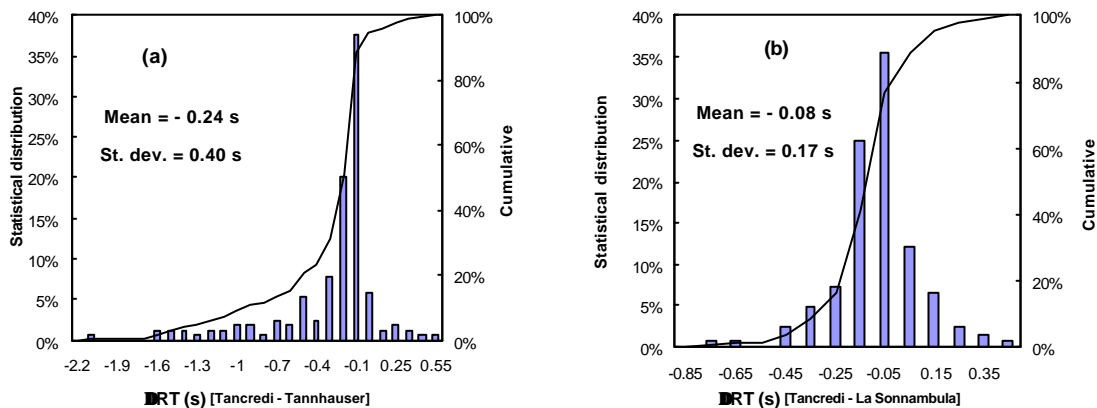 40%
35%
30%
25%
20%
15%
10%
5%
0%
Statistical distribution
(a)
Mean = - 0.24 s
St. dev. = 0.40 s
100%
80%
60%
40%
20%
0%
Cumulative
-2.2 -1.9 -1.6 -1.3 -1 -0.7 -0.4 -0.1 0.25 0.55
RT (s) [Tancredi - Tannhauser]
40%
35%
30%
25%
20%
15%
10%
5%
0%
Statistical distribution
(b)
Mean = - 0.08 s
St. dev. = 0.17 s
100%
80%
60%
40%
20%
0%
Cumulative
-0.85 -0.65 -0.45 -0.25 -0.05 0.15 0.35
RT (s) [Tancredi - La Sonnambula]